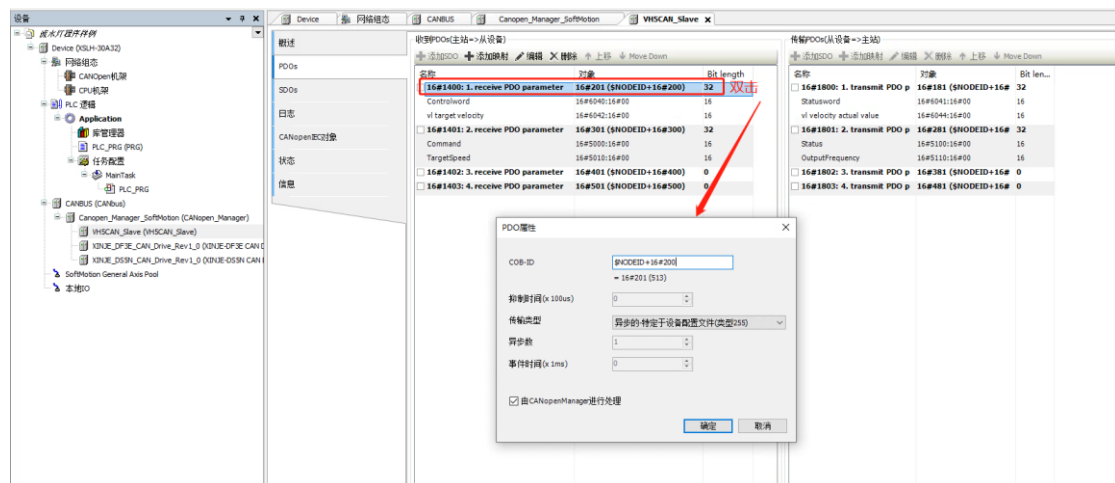 设备
流水灯程序样例
Device (XSLH-30A32)
网络组态
CANOpen机架
CPU机架
PLC 逻辑
Application
库管理器
PLC_PRG (PRG)
任务配置
MainTask
PLC_PRG
CANBUS (CANbus)
Canopen_Manager_SoftMotion (CANopen_Manager)
VH5CAN_Slave (VH5CAN_Slave)
XINJE_DF3E_CAN_Drive_Rev1_0 (XINJE-DF3E CAN D
XINJE_DS5N_CAN_Drive_Rev1_0 (XINJE-DS5N CAN I
SoftMotion General Axis Pool
本地IO
Device 网络组态 CANBUS Canopen_Manager_SoftMotion VH5CAN_Slave
概述
PDOs
SDOs
日志
CANopenIEC对象
状态
信息
收到PDOs(主站=>从设备)
添加SDO 添加映射 编辑 删除 上移 Move Down
名称 对象 Bit length
16#1400: 1. receive PDO parameter 16#201 ($NODEID+16#200) 32 双击
Controlword 16#6040:16#00 16
vl target velocity 16#6042:16#00 16
16#1401: 2. receive PDO parameter 16#301 ($NODEID+16#300) 32
Command 16#5000:16#00 16
TargetSpeed 16#5010:16#00 16
16#1402: 3. receive PDO parameter 16#401 ($NODEID+16#400) 0
16#1403: 4. receive PDO parameter 16#501 ($NODEID+16#500) 0
传输PDOs(从设备=>主站)
添加SDO 添加映射 编辑 删除 上移 Move Down
名称 对象 Bit len...
16#1800: 1. transmit PDO p 16#181 ($NODEID+16# 32
Statusword 16#6041:16#00 16
vl velocity actual value 16#6044:16#00 16
16#1801: 2. transmit PDO p 16#281 ($NODEID+16# 32
Status 16#5100:16#00 16
OutputFrequency 16#5110:16#00 16
16#1802: 3. transmit PDO p 16#381 ($NODEID+16# 0
16#1803: 4. transmit PDO p 16#481 ($NODEID+16# 0
PDO属性
COB-ID $NODEID+16#200
= 16#201 (513)
抑制时间(x 100us) 0
传输类型 异步的-特定于设备配置文件(类型255)
异步数 1
事件时间(x 1ms) 0
由CANopenManager进行处理
确定 取消